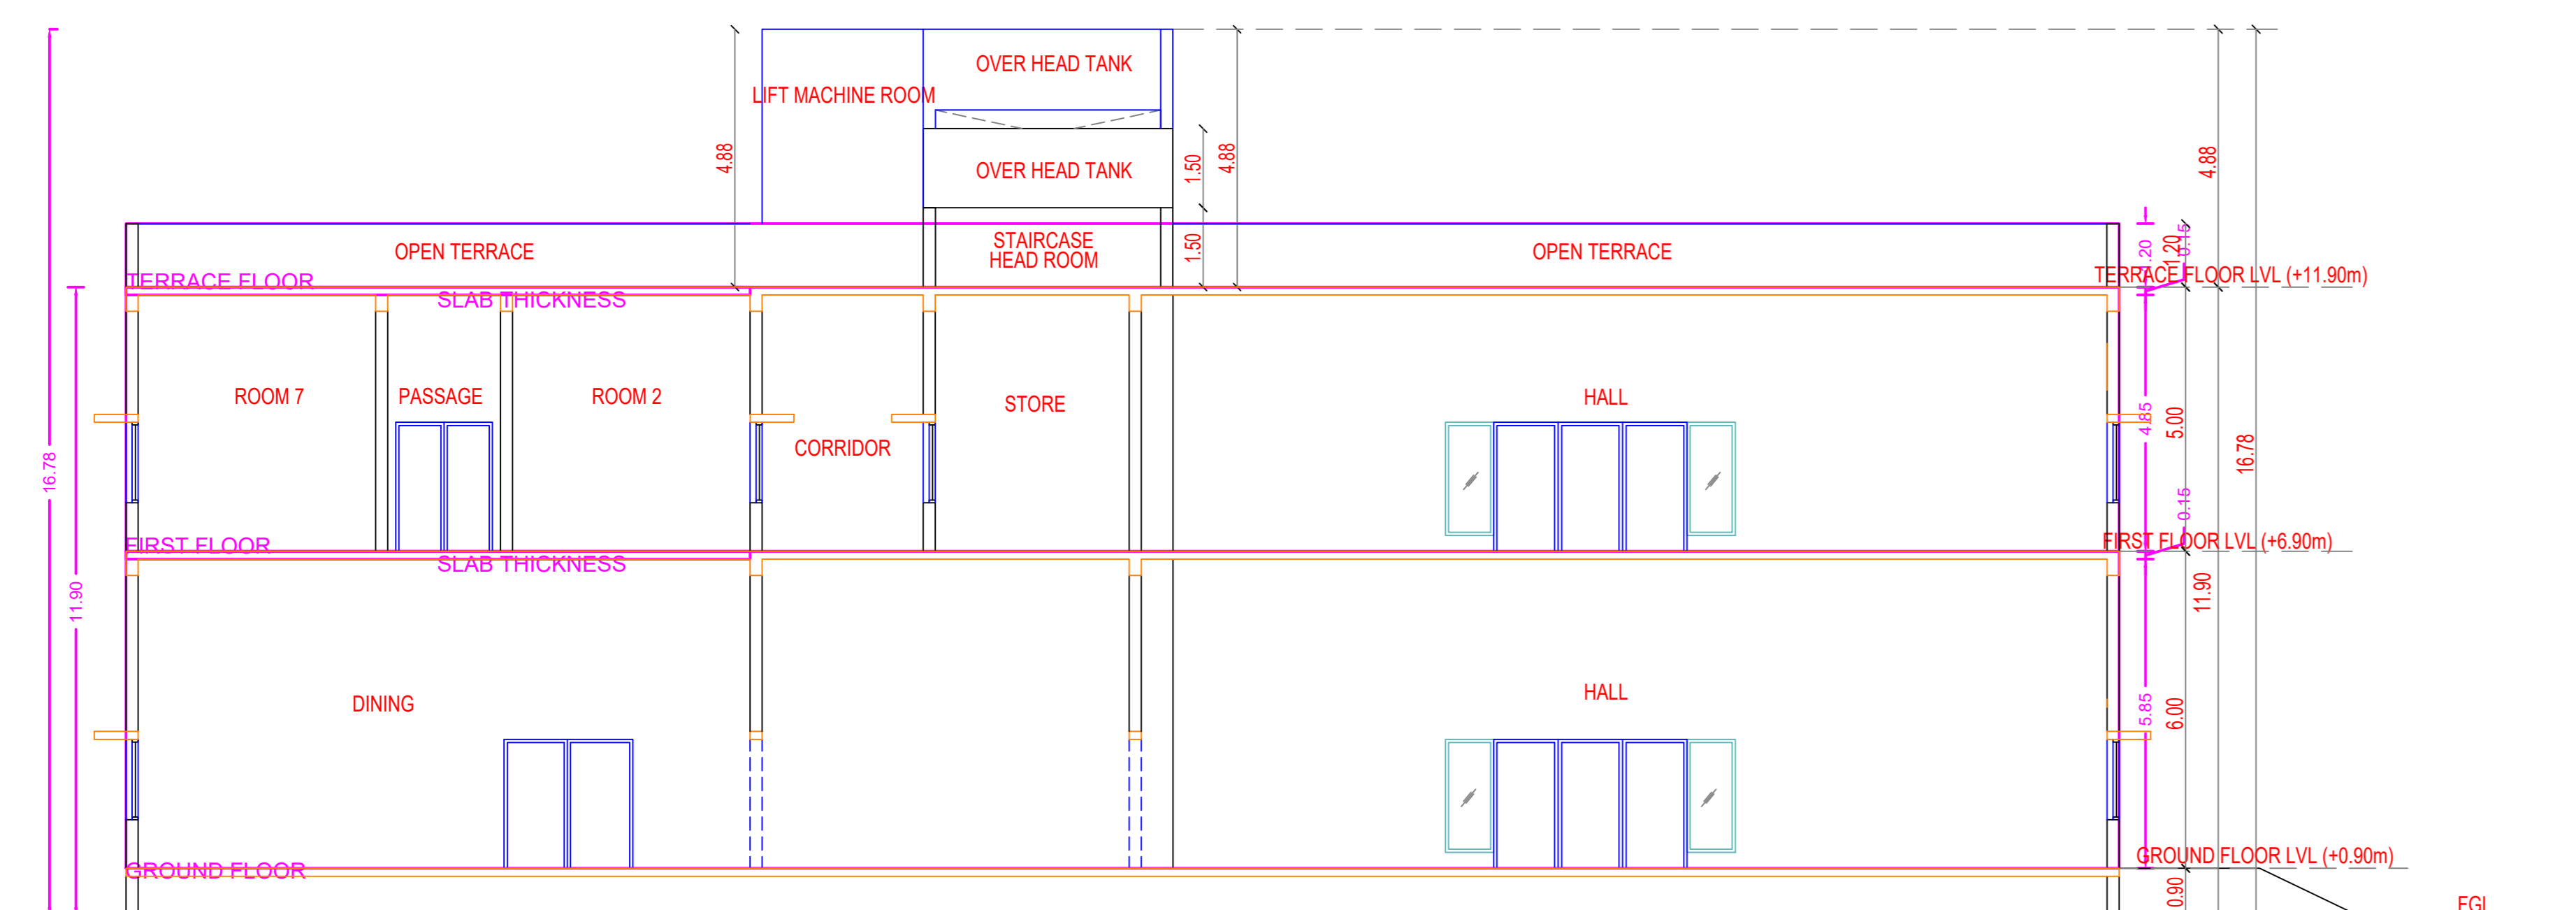 OVER HEAD TANK
LIFT MACHINE ROOM
4.88
OVER HEAD TANK
1.50
4.88
4.88
OPEN TERRACE
STAIRCASE
HEAD ROOM
1.50
OPEN TERRACE
1.20
1.20
0.15
TERRACE FLOOR
SLAB THICKNESS
TERRACE FLOOR LVL (+11.90m)
ROOM 7
PASSAGE
ROOM 2
STORE
HALL
CORRIDOR
4.85
5.00
16.78
16.78
0.15
FIRST FLOOR
SLAB THICKNESS
FIRST FLOOR LVL (+6.90m)
11.90
11.90
DINING
HALL
5.85
6.00
GROUND FLOOR
GROUND FLOOR LVL (+0.90m)
0.90